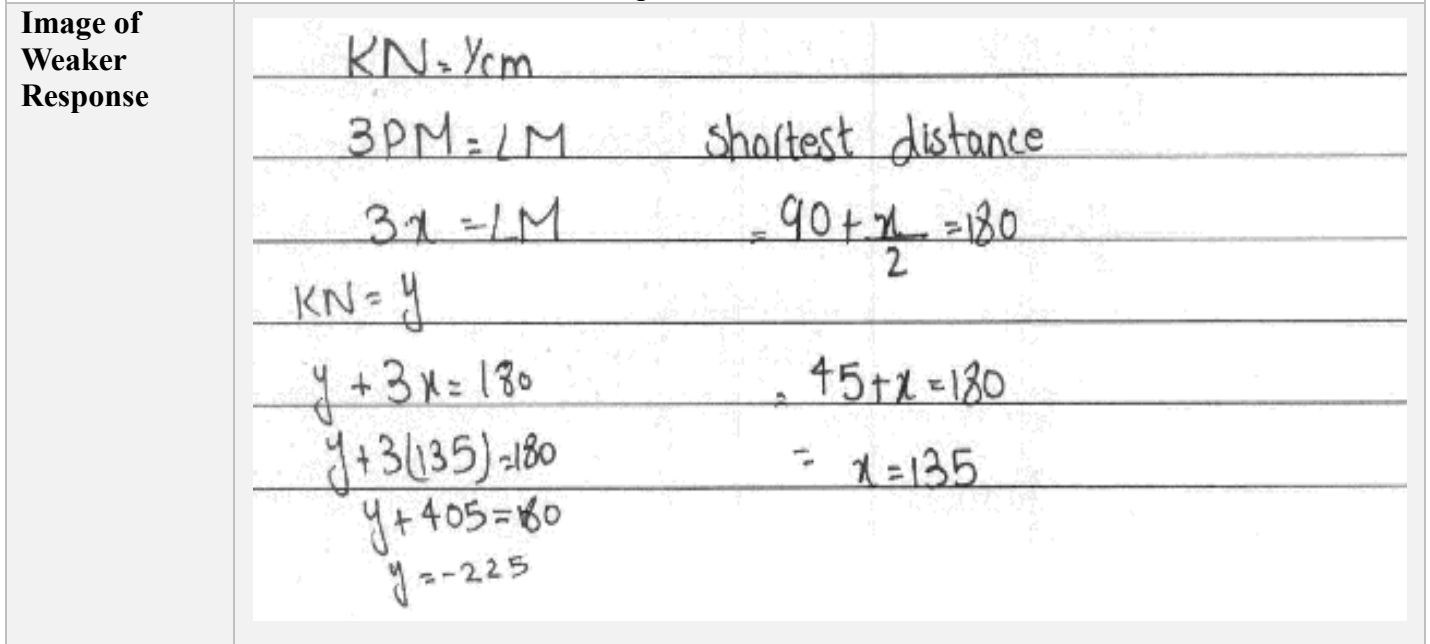 Image of
Weaker
Response
KN = Ycm
3PM = LM shortest distance
3x = LM = 90 + x/2 = 180
KN = y
y + 3x = 180 = 45 + x = 180
y + 3(135) = 180 = x = 135
y + 405 = 180
y = -225